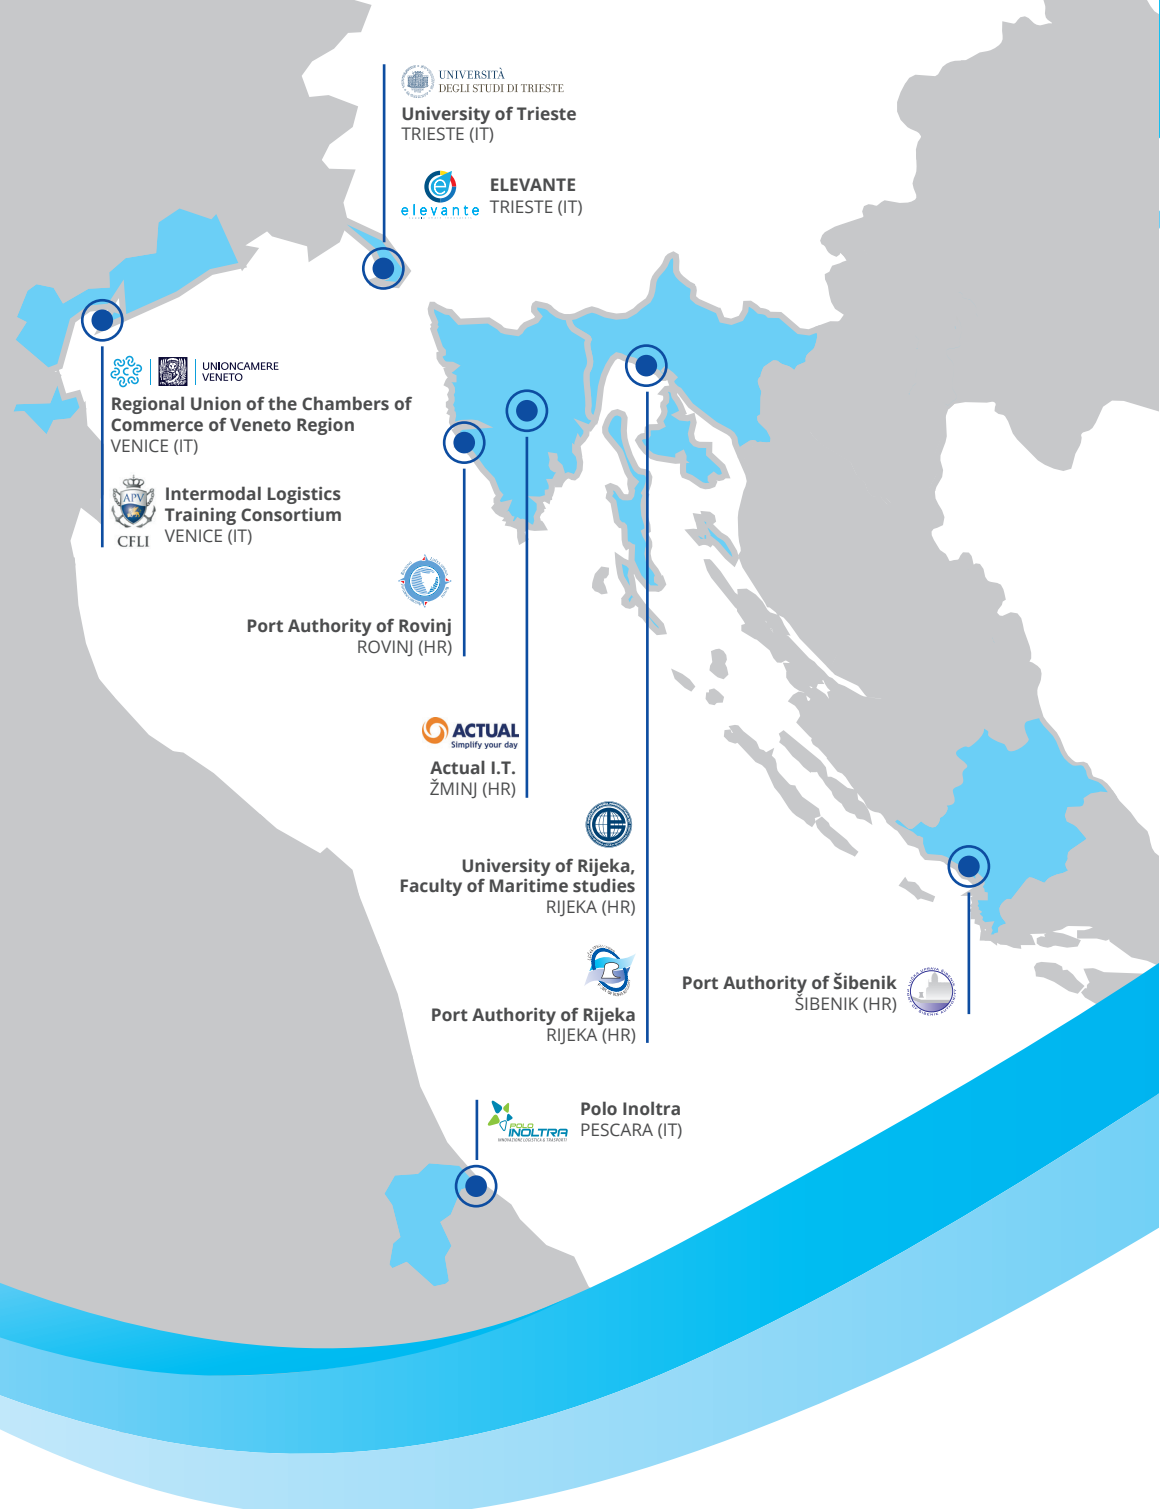 UNIVERSITÀ
DEGLI STUDI DI TRIESTE
University of Trieste
TRIESTE (IT)
elevante
ELEVANTE
TRIESTE (IT)
UNIONCAMERE
VENETO
Regional Union of the Chambers of
Commerce of Veneto Region
VENICE (IT)
APV
CFLI
Intermodal Logistics
Training Consortium
VENICE (IT)
Port Authority of Rovinj
ROVINJ (HR)
ACTUAL
Simplify your day
Actual I.T.
ŽMINJ (HR)
University of Rijeka,
Faculty of Maritime studies
RIJEKA (HR)
Port Authority of Rijeka
RIJEKA (HR)
Port Authority of Šibenik
ŠIBENIK (HR)
POLO
INOLTRA
INNOVAZIONE LOGISTICA & TRASPORTI
Polo Inoltra
PESCARA (IT)